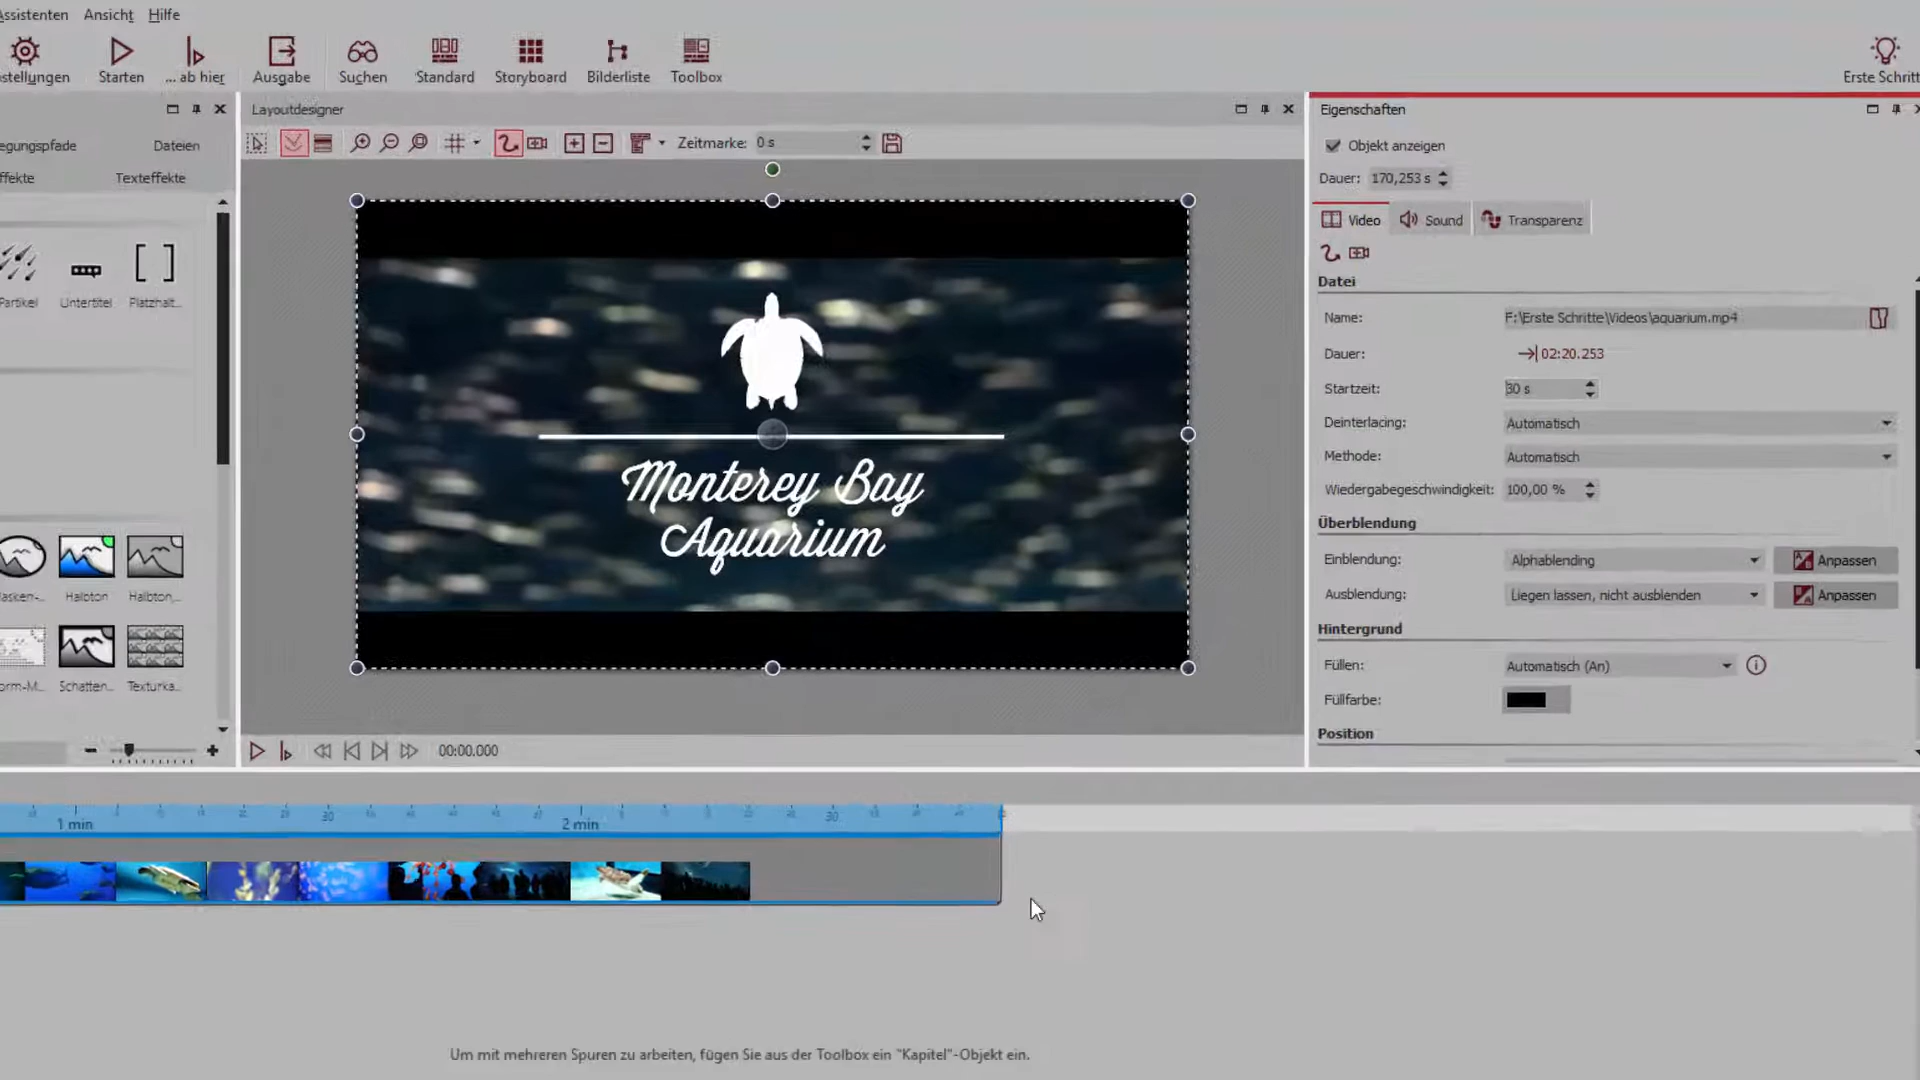 Assistenten Ansicht Hilfe
stellungen Starten ... ab hier Ausgabe Suchen Standard Storyboard Bilderliste Toolbox Erste Schritt
Layoutdesigner
Eigenschaften
egungspfade Dateien
Zeitmarke: 0 s
Objekt anzeigen
ffekte Texteffekte
Dauer: 170,253 s
Video Sound Transparenz
Datei
Partikel Untertitel Platzhalt...
Name: F:\Erste Schritte\Videos\aquarium.mp4
Dauer: 02:20.253
Startzeit: 30 s
Deinterlacing: Automatisch
Methode: Automatisch
Wiedergabegeschwindigkeit: 100,00 %
Monterey Bay
Aquarium
Überblendung
Einblendung: Alphablending Anpassen
Ausblendung: Liegen lassen, nicht ausblenden Anpassen
asken-... Halbton Halbton,...
Hintergrund
Füllen: Automatisch (An)
orm-M... Schatten... Texturka...
Füllfarbe:
Position
00:00.000
1 min 30 2 min 30
Um mit mehreren Spuren zu arbeiten, fügen Sie aus der Toolbox ein "Kapitel"-Objekt ein.